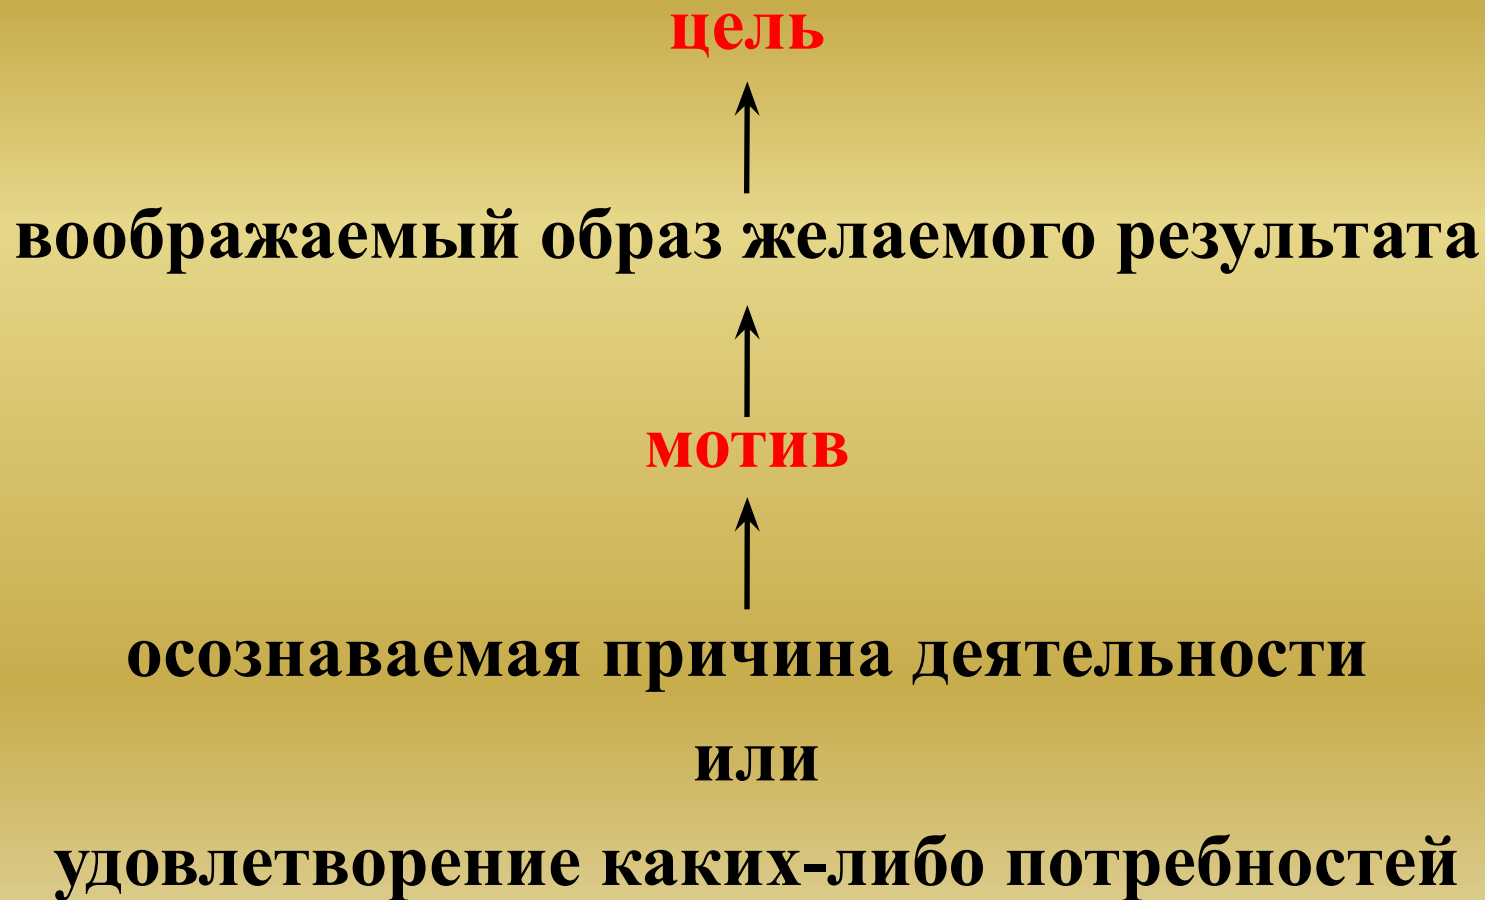 цель
воображаемый образ желаемого результата
мотив
осознаваемая причина деятельности
или
удовлетворение каких-либо потребностей